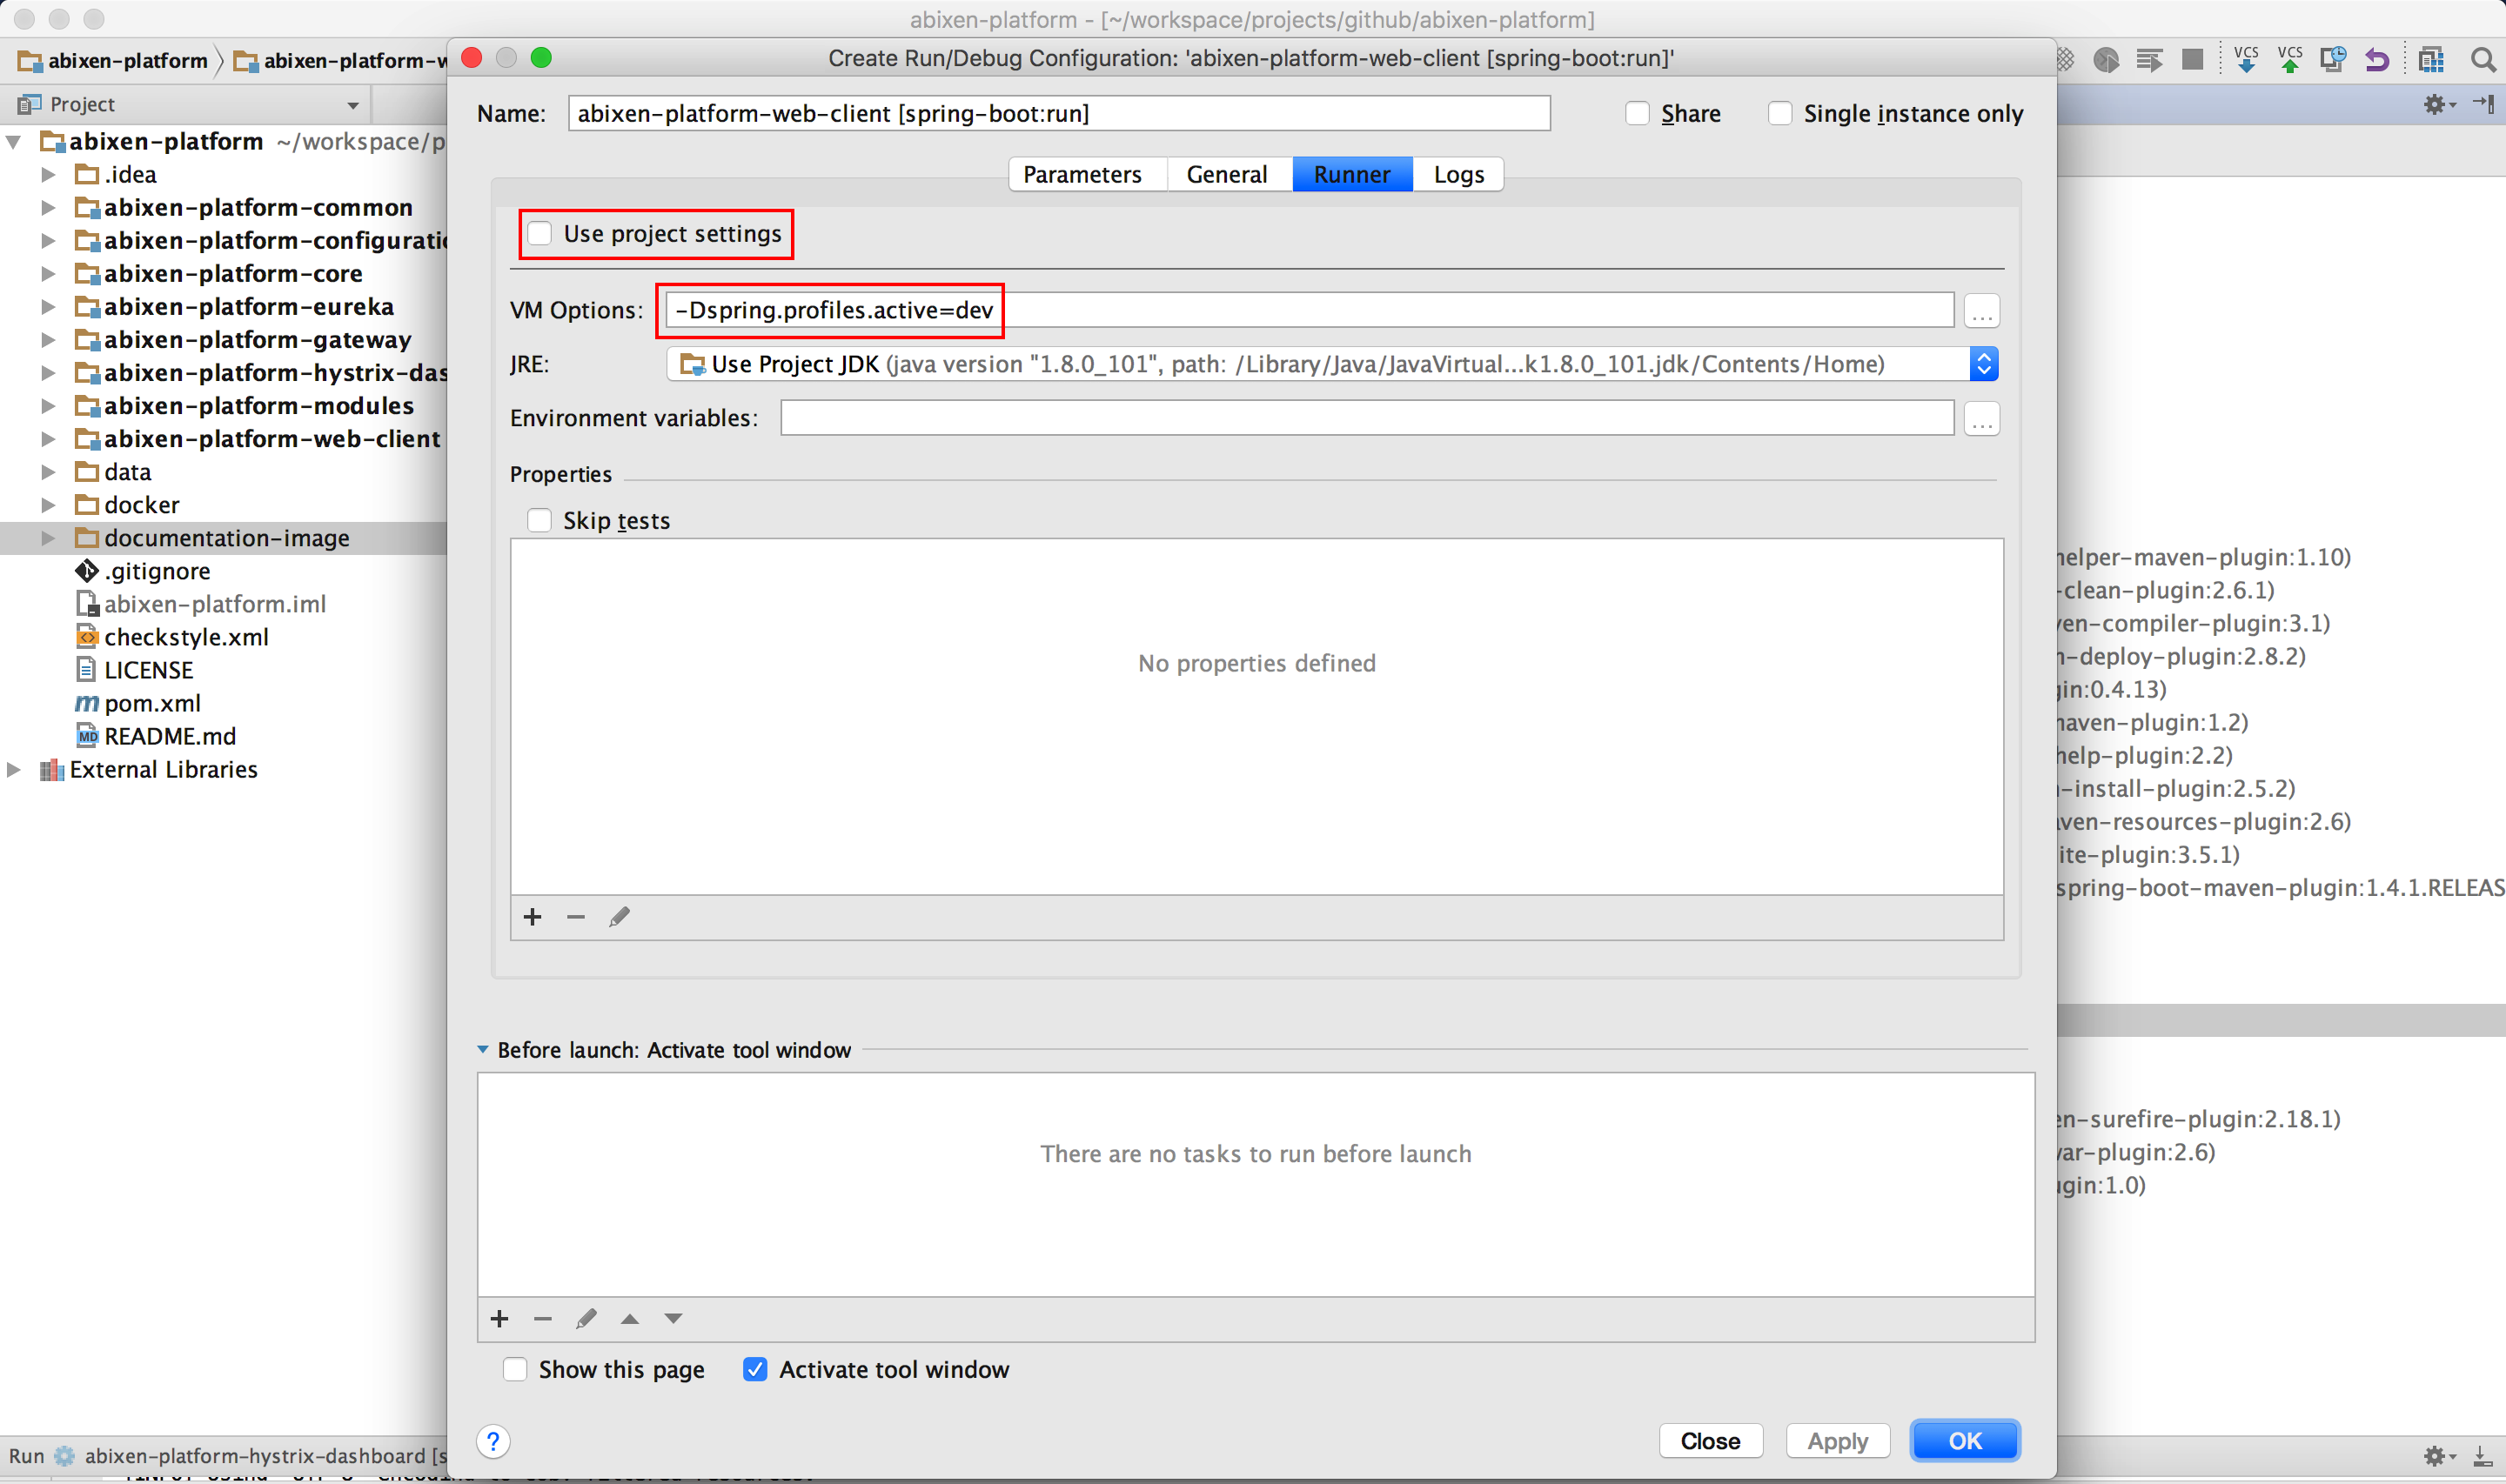 abixen-platform - [~/workspace/projects/github/abixen-platform]
abixen-platform
abixen-platform-w
VCS
VCS
Project
abixen-platform ~/workspace/p
.idea
abixen-platform-common
abixen-platform-configuratio
abixen-platform-core
abixen-platform-eureka
abixen-platform-gateway
abixen-platform-hystrix-das
abixen-platform-modules
abixen-platform-web-client
data
docker
documentation-image
.gitignore
abixen-platform.iml
checkstyle.xml
LICENSE
pom.xml
README.md
External Libraries
Create Run/Debug Configuration: 'abixen-platform-web-client [spring-boot:run]'
Name: abixen-platform-web-client [spring-boot:run]
Share
Single instance only
Parameters General Runner Logs
Use project settings
VM Options: -Dspring.profiles.active=dev
...
JRE: Use Project JDK (java version "1.8.0_101", path: /Library/Java/JavaVirtual...k1.8.0_101.jdk/Contents/Home)
Environment variables:
...
Properties
Skip tests
No properties defined
Before launch: Activate tool window
There are no tasks to run before launch
Show this page
Activate tool window
?
Close Apply OK
helper-maven-plugin:1.10)
-clean-plugin:2.6.1)
ven-compiler-plugin:3.1)
n-deploy-plugin:2.8.2)
gin:0.4.13)
maven-plugin:1.2)
help-plugin:2.2)
-install-plugin:2.5.2)
aven-resources-plugin:2.6)
ite-plugin:3.5.1)
spring-boot-maven-plugin:1.4.1.RELEAS
en-surefire-plugin:2.18.1)
war-plugin:2.6)
ugin:1.0)
Run abixen-platform-hystrix-dashboard [s